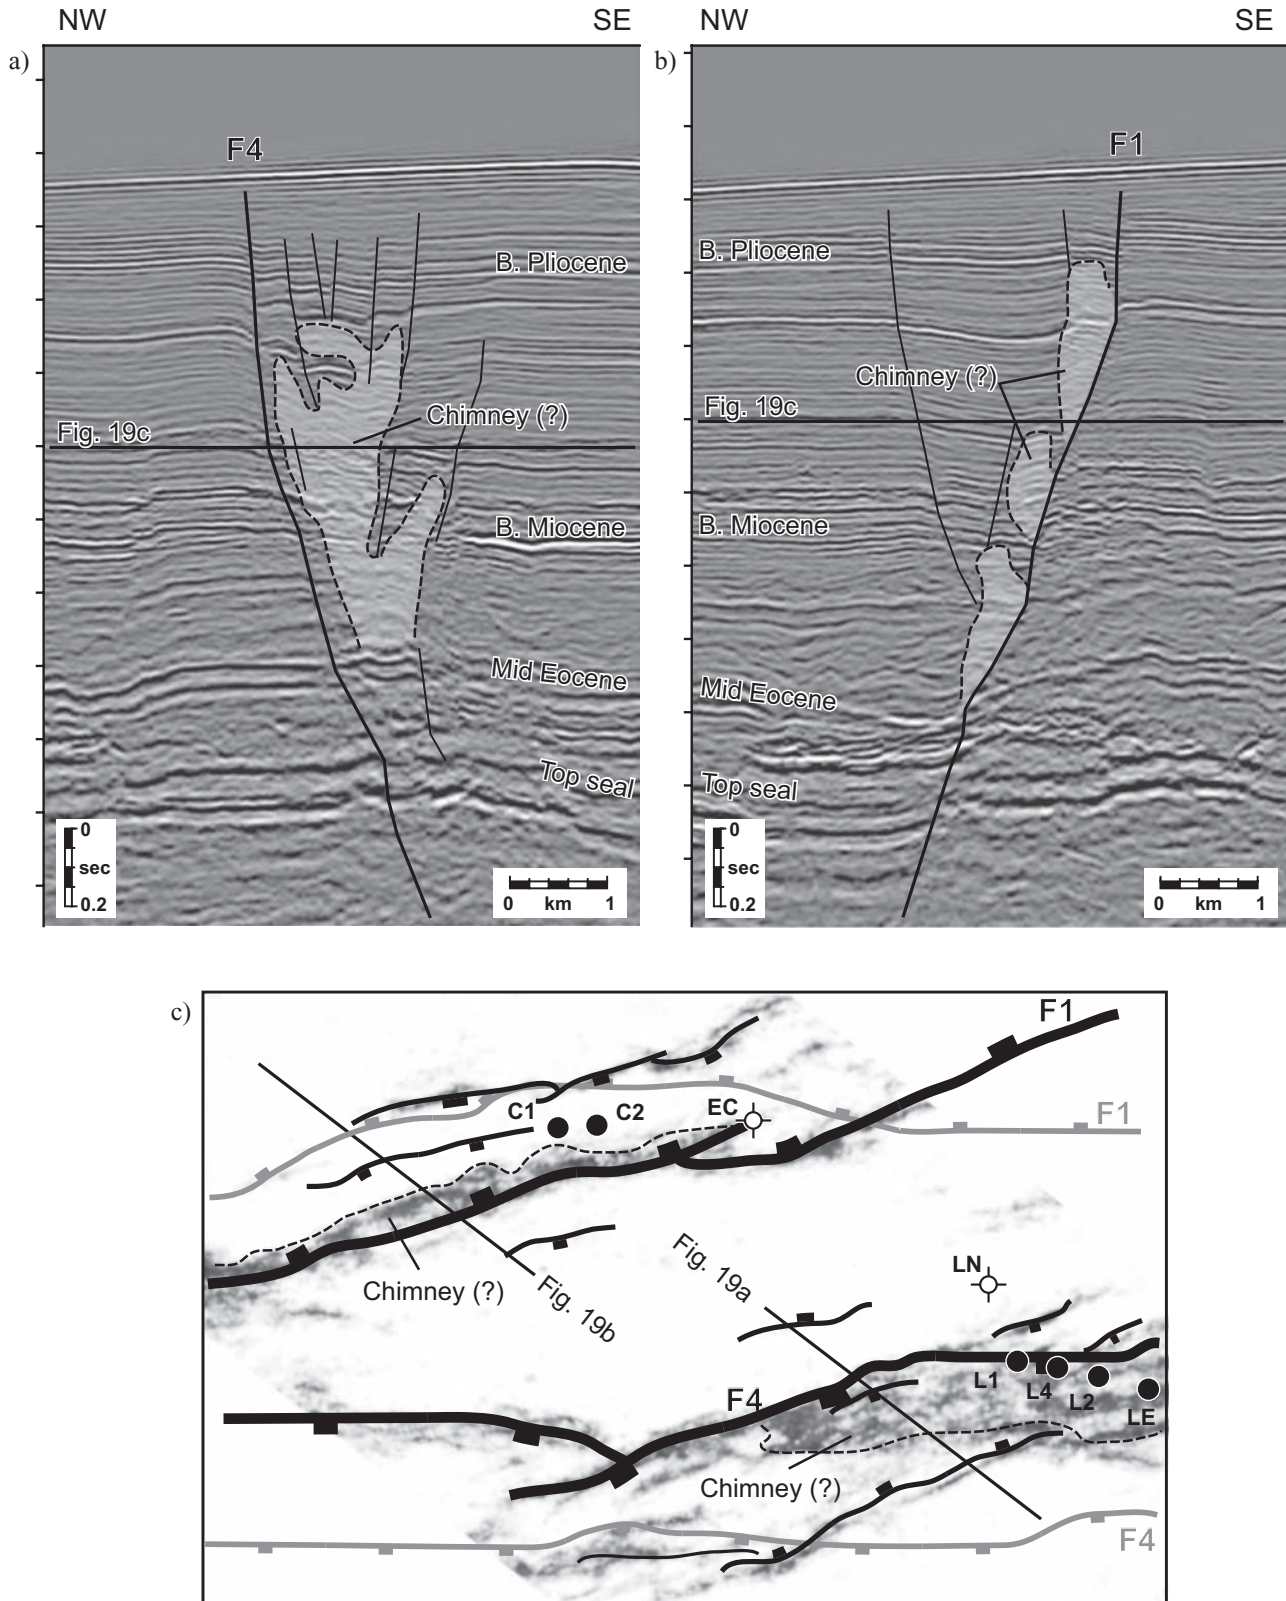 NW SE NW SE
a) b)
F4 F1
B. Pliocene B. Pliocene
Chimney (?) Chimney (?)
Fig. 19c Fig. 19c
B. Miocene B. Miocene
Mid Eocene Mid Eocene
Top seal Top seal
0 sec 0.2 0 km 1
0 sec 0.2 0 km 1
c)
F1
C1 C2 EC F1
Chimney (?)
Fig. 19b
Fig. 19a
LN
L1 L4 L2 LE
F4
Chimney (?)
F4